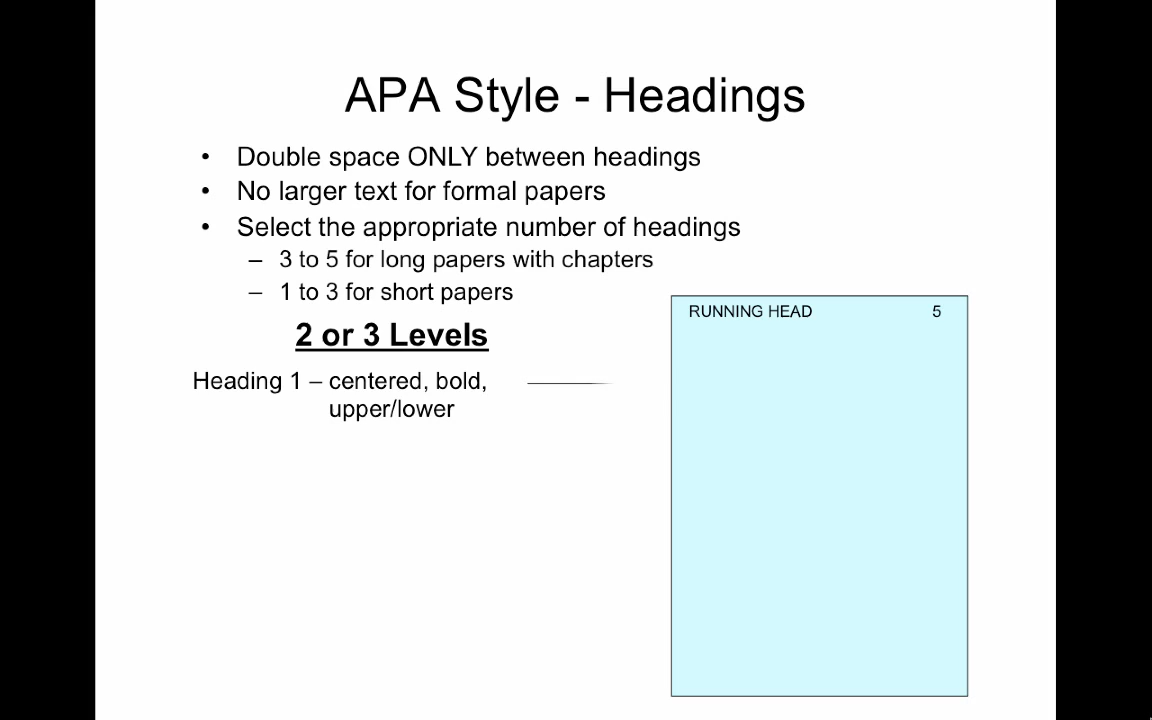 APA Style - Headings
• Double space ONLY between headings
• No larger text for formal papers
• Select the appropriate number of headings
– 3 to 5 for long papers with chapters
– 1 to 3 for short papers
2 or 3 Levels
Heading 1 – centered, bold,
upper/lower
RUNNING HEAD 5